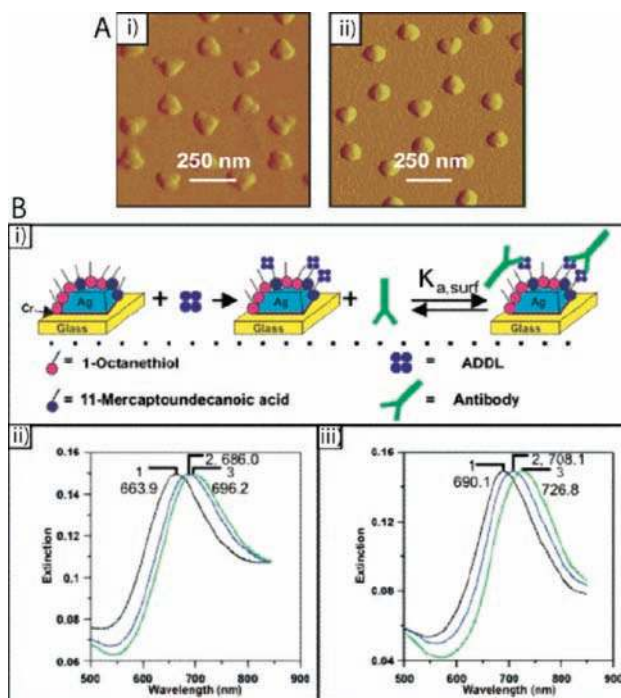 A
i)
ii)
250 nm
250 nm
B
i)
Cr
Ag
Glass
+
Ag
Glass
+
Ka,surf
Ag
Glass
= 1-Octanethiol
= ADDL
= 11-Mercaptoundecanoic acid
= Antibody
ii)
0.16
0.14
0.12
0.1
0.08
0.06
Extinction
1
663.9
2, 686.0
3
696.2
500 600 700 800 900
Wavelength (nm)
iii)
0.16
0.14
0.09
0.04
Extinction
1
690.1
2, 708.1
3
726.8
500 600 700 800 900
Wavelength (nm)